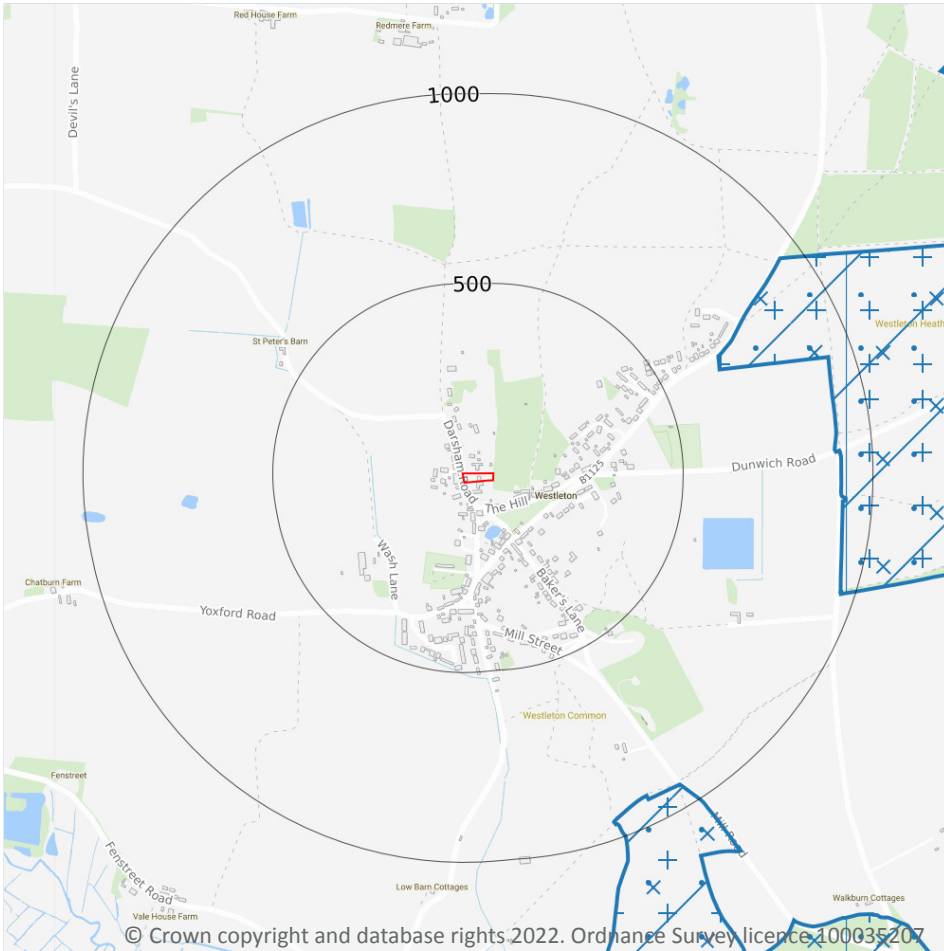 Red House Farm
Redmere Farm
Devil's Lane
1000
500
Westleton Heath
St Peter's Barn
Darsham Road
B1125
Dunwich Road
The Hill
Westleton
Wash Lane
Baker's Lane
Chatburn Farm
Yoxford Road
Mill Street
Westleton Common
Fenstreet
Mill Road
Fenstreet Road
Low Barn Cottages
Walkburn Cottages
Vale House Farm
© Crown copyright and database rights 2022. Ordnance Survey licence 100035207